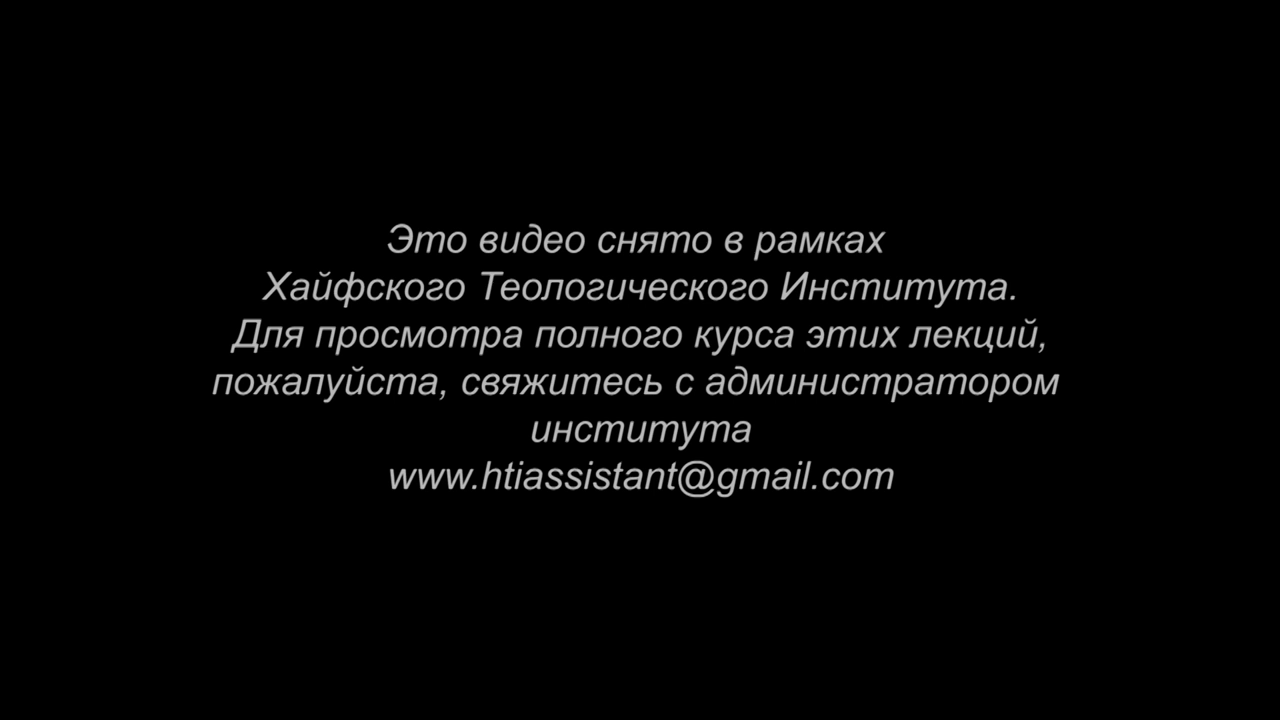 Это видео снято в рамках
Хайфского Теологического Института.
Для просмотра полного курса этих лекций,
пожалуйста, свяжитесь с администратором
института
www.htiassistant@gmail.com